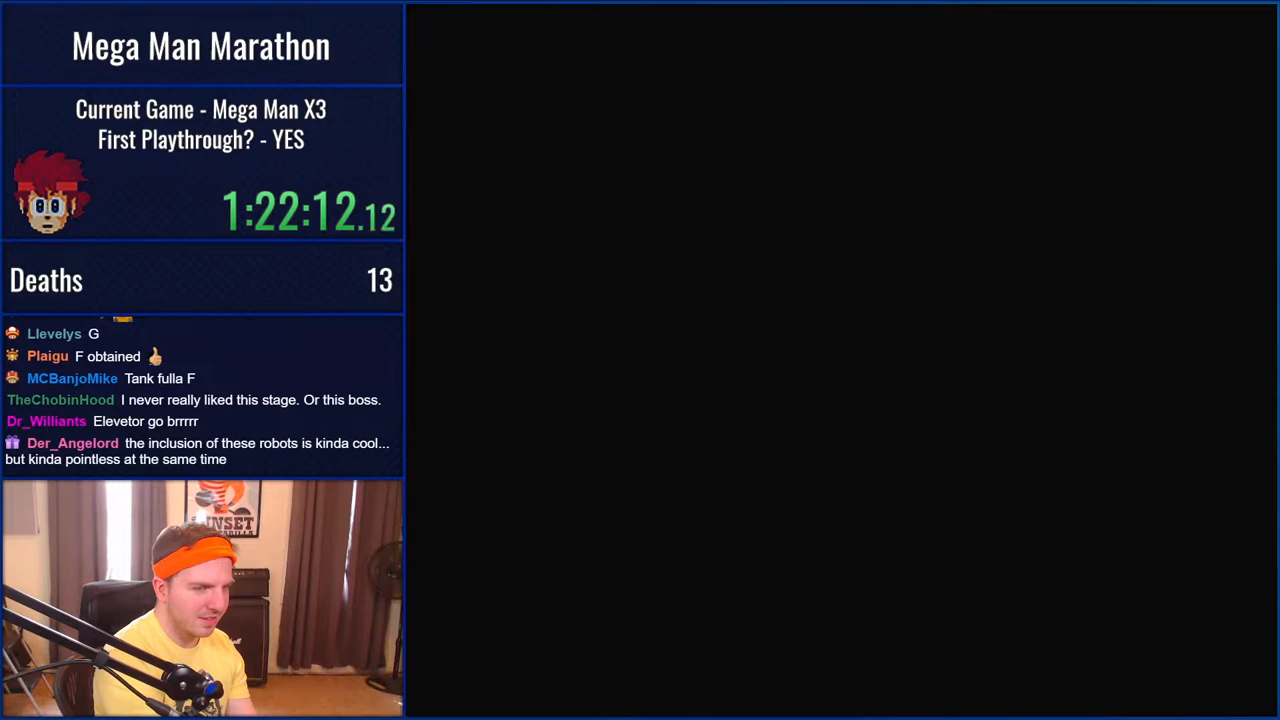 Mega Man Marathon
Current Game - Mega Man X3
First Playthrough? - YES
1:22:12.12
Deaths 13
Llevelys G
Plaigu F obtained 👍
MCBanjoMike Tank fulla F
TheChobinHood I never really liked this stage. Or this boss.
Dr_Williants Elevetor go brrrrr
Der_Angelord the inclusion of these robots is kinda cool...
but kinda pointless at the same time